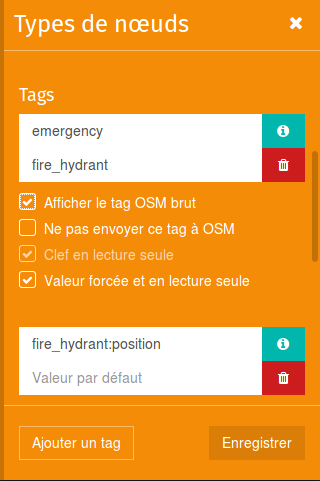 Types de nœuds
Tags
emergency
fire_hydrant
Afficher le tag OSM brut
Ne pas envoyer ce tag à OSM
Clef en lecture seule
Valeur forcée et en lecture seule
fire_hydrant:position
Valeur par défaut
Ajouter un tag
Enregistrer